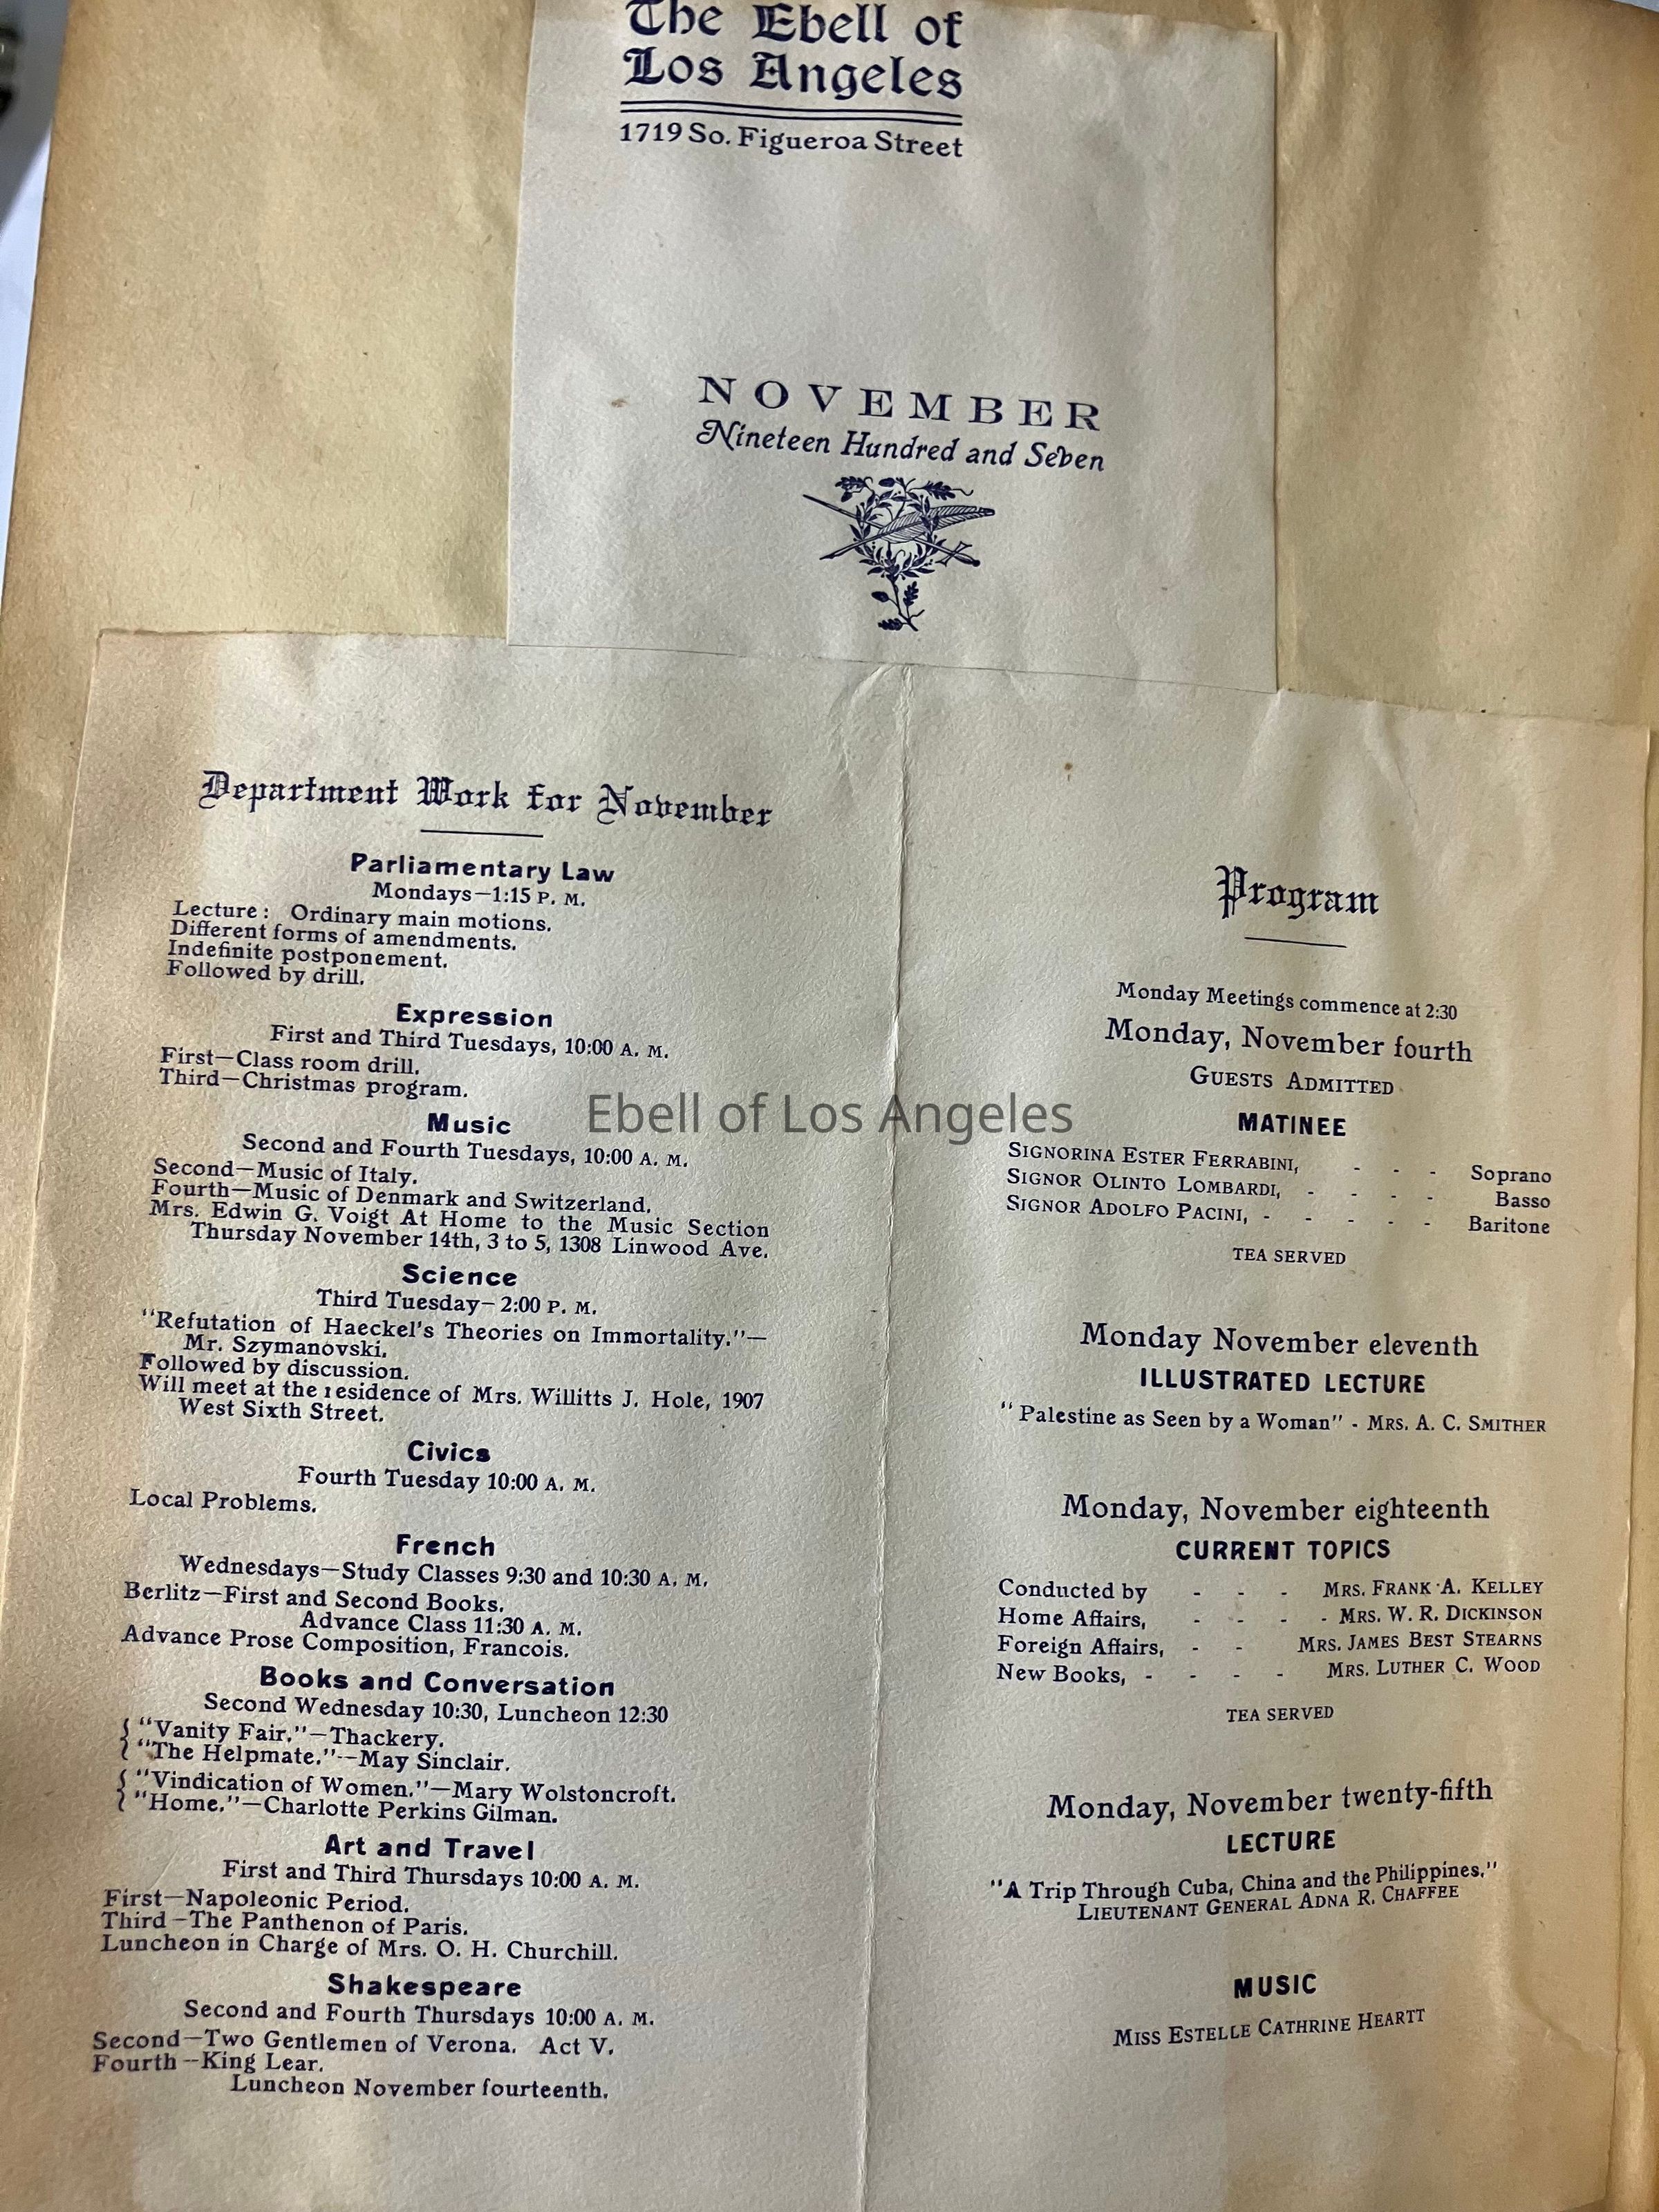 The Ebell of
Los Angeles
1719 So. Figueroa Street
NOVEMBER
Nineteen Hundred and Seven
Department Work for November
Parliamentary Law
Mondays—1:15 P. M.
Lecture: Ordinary main motions.
Different forms of amendments.
Indefinite postponement.
Followed by drill.
Expression
First and Third Tuesdays, 10:00 A. M.
First—Class room drill.
Third—Christmas program.
Music
Second and Fourth Tuesdays, 10:00 A. M.
Second—Music of Italy.
Fourth—Music of Denmark and Switzerland.
Mrs. Edwin G. Voigt At Home to the Music Section
Thursday November 14th, 3 to 5, 1308 Linwood Ave.
Science
Third Tuesday—2:00 P. M.
"Refutation of Haeckel's Theories on Immortality."—
Mr. Szymanovski.
Followed by discussion.
Will meet at the residence of Mrs. Willitts J. Hole, 1907
West Sixth Street.
Civics
Fourth Tuesday 10:00 A. M.
Local Problems.
French
Wednesdays—Study Classes 9:30 and 10:30 A. M.
Berlitz—First and Second Books.
Advance Class 11:30 A. M.
Advance Prose Composition, Francois.
Books and Conversation
Second Wednesday 10:30, Luncheon 12:30
{ "Vanity Fair."—Thackery.
{ "The Helpmate."--May Sinclair.
{ "Vindication of Women."—Mary Wolstoncroft.
{ "Home."—Charlotte Perkins Gilman.
Art and Travel
First and Third Thursdays 10:00 A. M.
First—Napoleonic Period.
Third—The Panthenon of Paris.
Luncheon in Charge of Mrs. O. H. Churchill.
Shakespeare
Second and Fourth Thursdays 10:00 A. M.
Second—Two Gentlemen of Verona. Act V.
Fourth—King Lear.
Luncheon November fourteenth.
Program
Monday Meetings commence at 2:30
Monday, November fourth
GUESTS ADMITTED
MATINEE
SIGNORINA ESTER FERRABINI, - - - Soprano
SIGNOR OLINTO LOMBARDI, - - - - Basso
SIGNOR ADOLFO PACINI, - - - - - Baritone
TEA SERVED
Monday November eleventh
ILLUSTRATED LECTURE
"Palestine as Seen by a Woman" - MRS. A. C. SMITHER
Monday, November eighteenth
CURRENT TOPICS
Conducted by - - - MRS. FRANK A. KELLEY
Home Affairs, - - - - MRS. W. R. DICKINSON
Foreign Affairs, - - MRS. JAMES BEST STEARNS
New Books, - - - - MRS. LUTHER C. WOOD
TEA SERVED
Monday, November twenty-fifth
LECTURE
"A Trip Through Cuba, China and the Philippines."
LIEUTENANT GENERAL ADNA R. CHAFFEE
MUSIC
MISS ESTELLE CATHRINE HEARTT
Ebell of Los Angeles